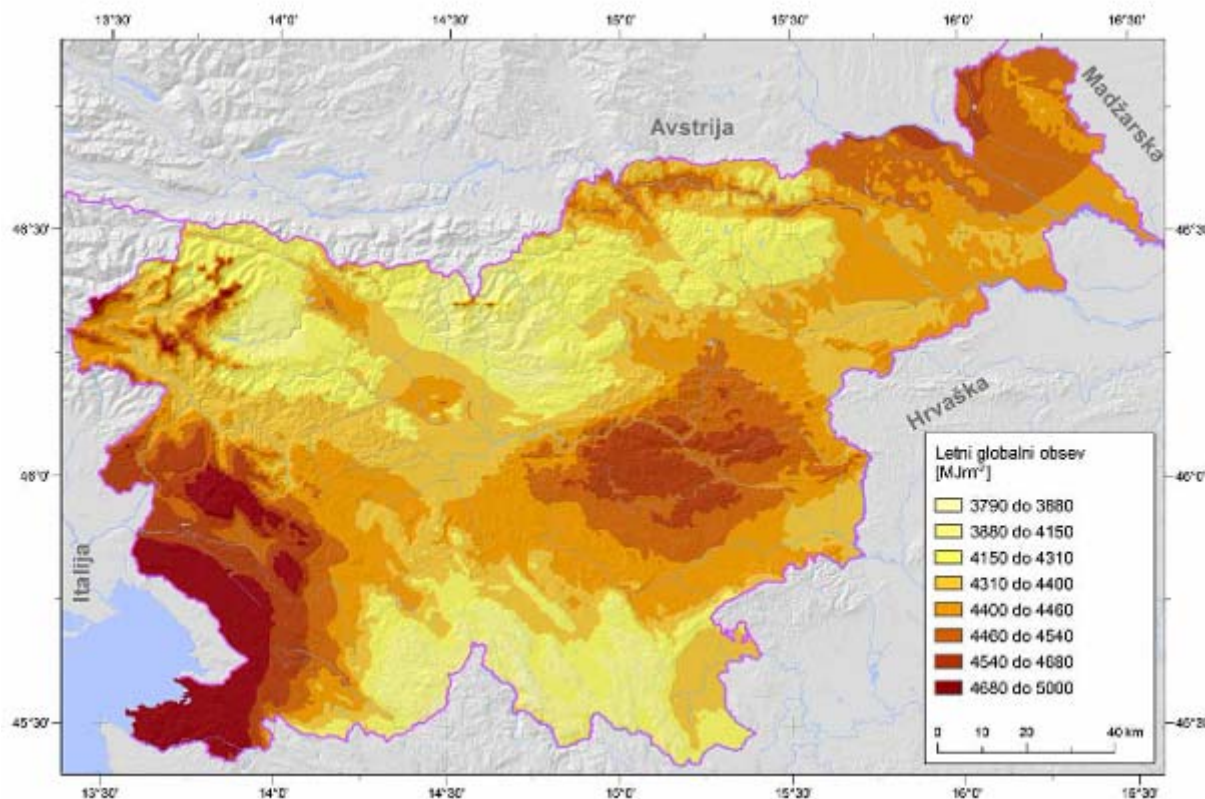 13°30' 14°0' 14°30' 15°0' 15°30' 16°0' 16°30'
Avstrija
Madžarska
46°30' 46°30'
Hrvaška
46°0' 46°0'
Italija
45°30' 45°30'
Letni globalni obsev
[MJm⁻²]
3790 do 3880
3880 do 4150
4150 do 4310
4310 do 4400
4400 do 4460
4460 do 4540
4540 do 4680
4680 do 5000
0 10 20 40 km
13°30' 14°0' 14°30' 15°0' 15°30' 16°0' 16°30'